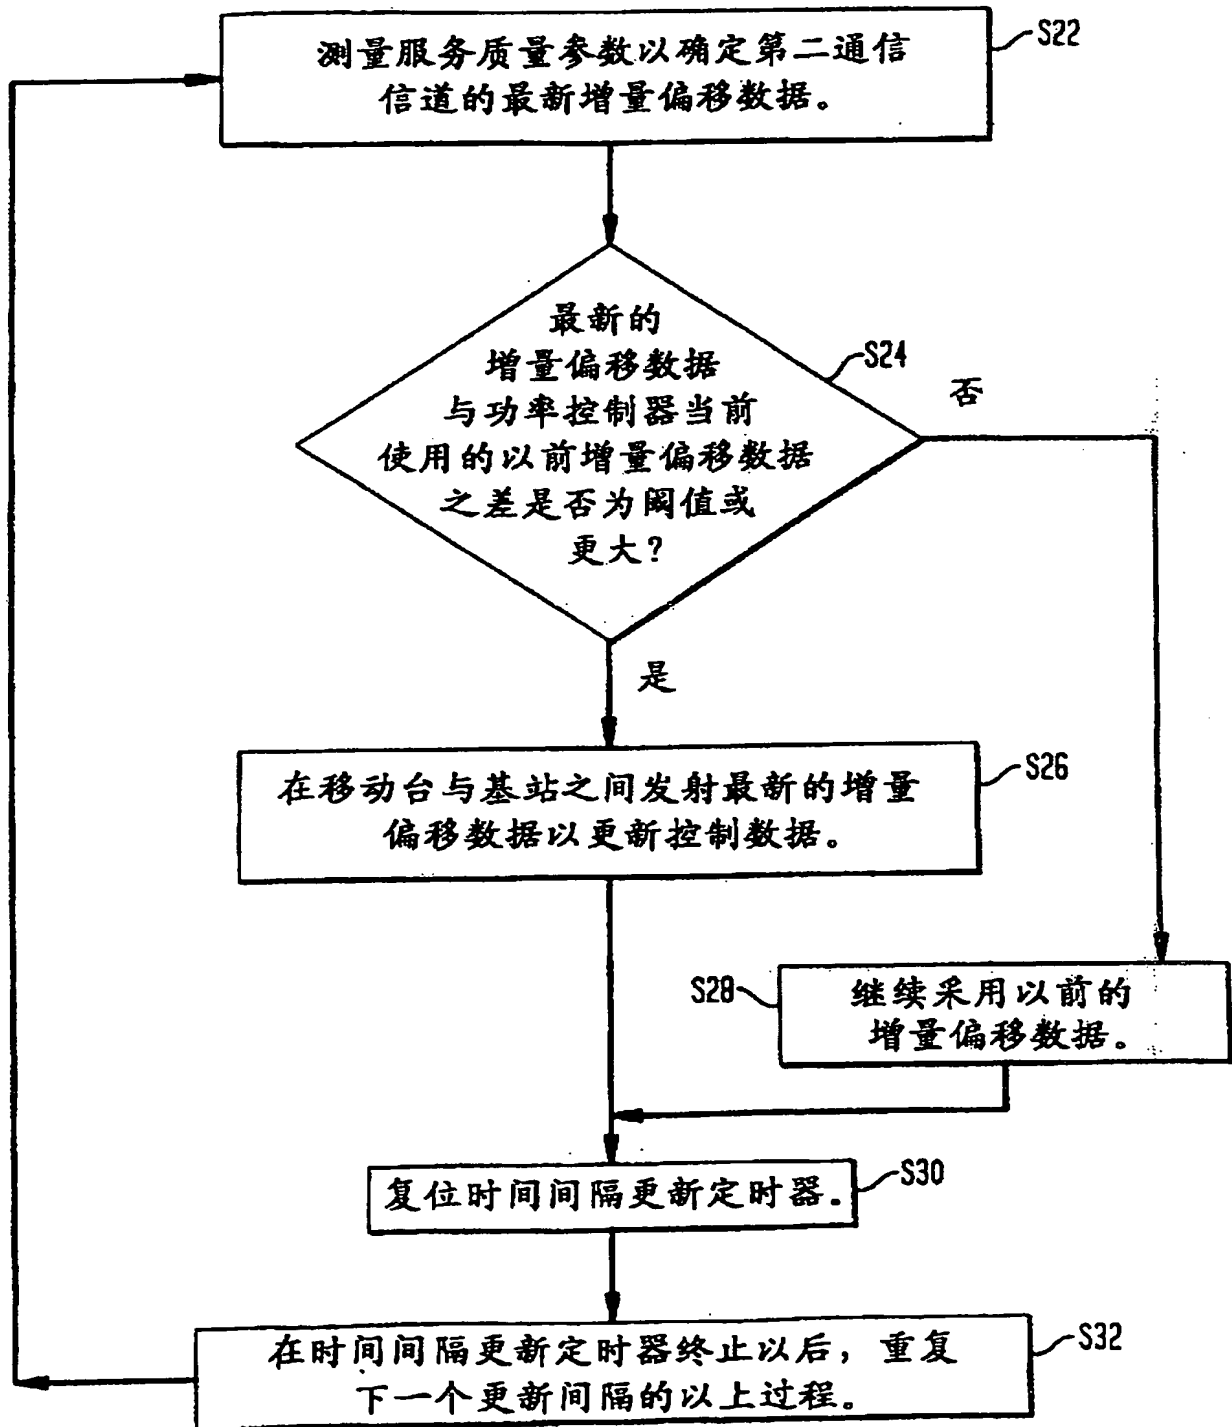 测量服务质量参数以确定第二通信
信道的最新增量偏移数据。
S22
最新的
增量偏移数据
与功率控制器当前
使用的以前增量偏移数据
之差是否为阈值或
更大?
S24
否
是
在移动台与基站之间发射最新的增量
偏移数据以更新控制数据。
S26
S28
继续采用以前的
增量偏移数据。
复位时间间隔更新定时器.
S30
在时间间隔更新定时器终止以后，重复
下一个更新间隔的以上过程。
S32